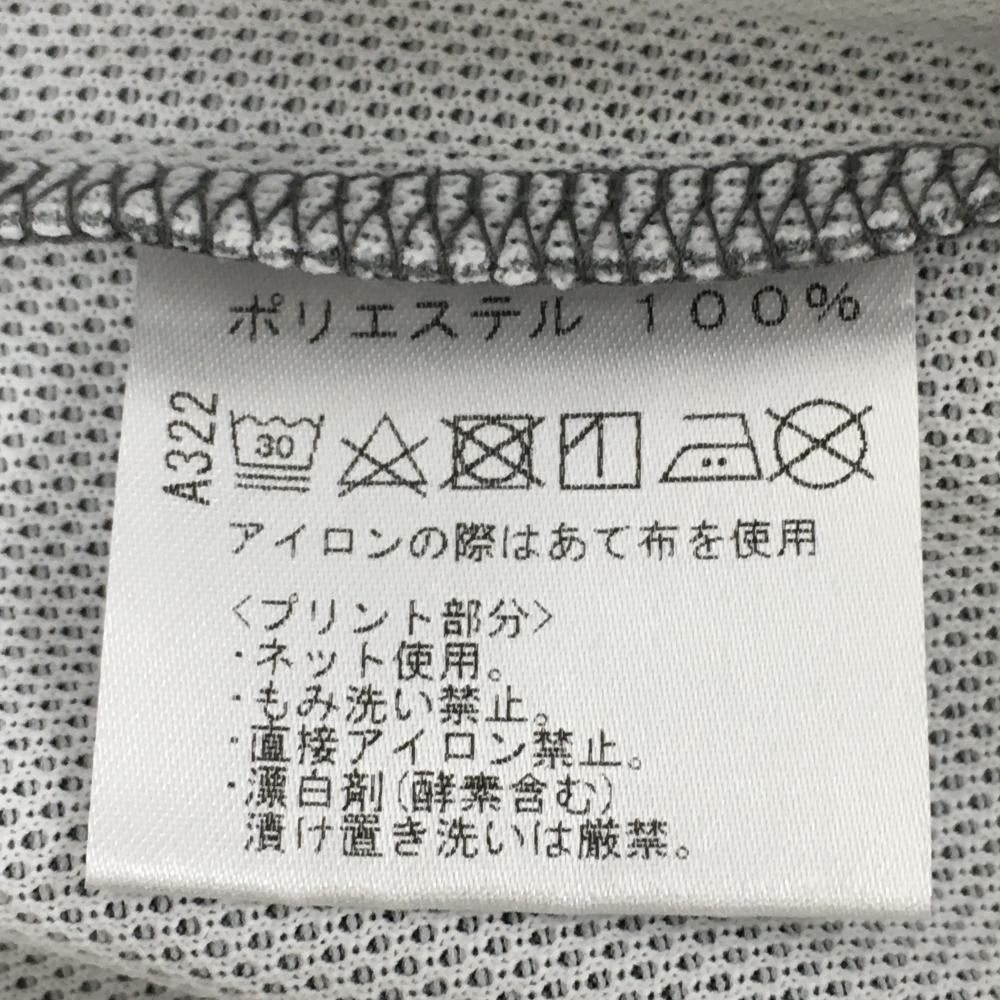 ポリエステル １００％
A322
30
アイロンの際はあて布を使用
<プリント部分>
・ネット使用。
・もみ洗い禁止。
・直接アイロン禁止。
・漂白剤(酵素含む)
漬け置き洗いは厳禁。